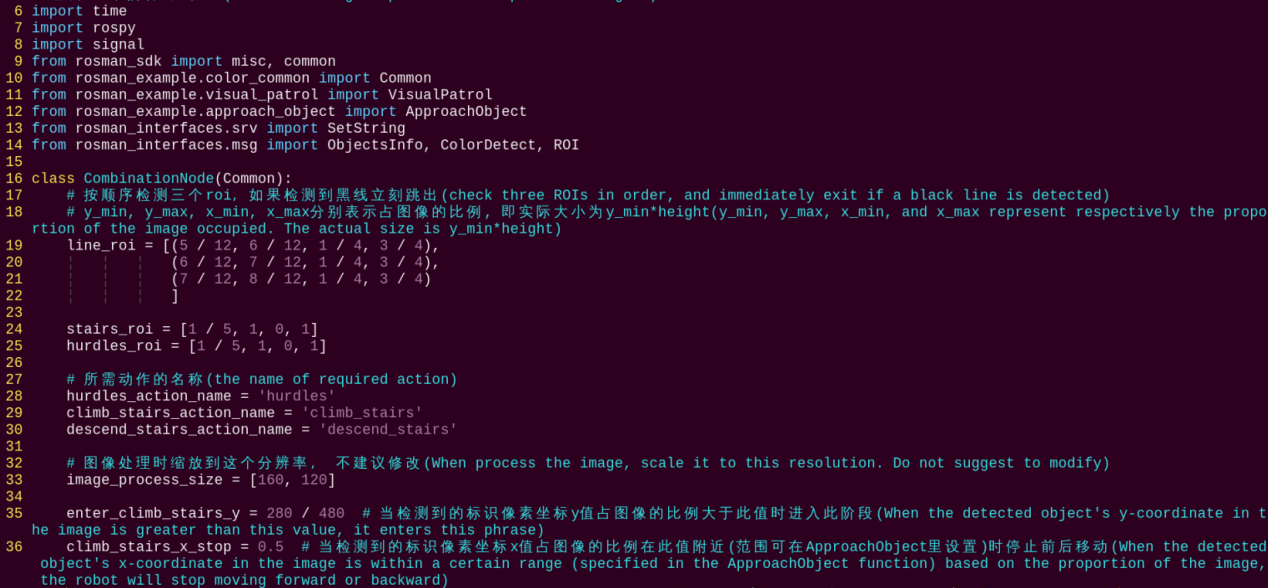 6 import time
7 import rospy
8 import signal
9 from rosman_sdk import misc, common
10 from rosman_example.color_common import Common
11 from rosman_example.visual_patrol import VisualPatrol
12 from rosman_example.approach_object import ApproachObject
13 from rosman_interfaces.srv import SetString
14 from rosman_interfaces.msg import ObjectsInfo, ColorDetect, ROI
15
16 class CombinationNode(Common):
17     # 按顺序检测三个roi, 如果检测到黑线立刻跳出(check three ROIs in order, and immediately exit if a black line is detected)
18     # y_min, y_max, x_min, x_max分别表示占图像的比例, 即实际大小为y_min*height(y_min, y_max, x_min, and x_max represent respectively the propo
rtion of the image occupied. The actual size is y_min*height)
19     line_roi = [(5 / 12, 6 / 12, 1 / 4, 3 / 4),
20                 (6 / 12, 7 / 12, 1 / 4, 3 / 4),
21                 (7 / 12, 8 / 12, 1 / 4, 3 / 4)
22                 ]
23
24     stairs_roi = [1 / 5, 1, 0, 1]
25     hurdles_roi = [1 / 5, 1, 0, 1]
26
27     # 所需动作的名称(the name of required action)
28     hurdles_action_name = 'hurdles'
29     climb_stairs_action_name = 'climb_stairs'
30     descend_stairs_action_name = 'descend_stairs'
31
32     # 图像处理时缩放到这个分辨率， 不建议修改(When process the image, scale it to this resolution. Do not suggest to modify)
33     image_process_size = [160, 120]
34
35     enter_climb_stairs_y = 280 / 480  # 当检测到的标识像素坐标y值占图像的比例大于此值时进入此阶段(When the detected object's y-coordinate in t
he image is greater than this value, it enters this phrase)
36     climb_stairs_x_stop = 0.5  # 当检测到的标识像素坐标x值占图像的比例在此值附近(范围可在ApproachObject里设置)时停止前后移动(When the detected
 object's x-coordinate in the image is within a certain range (specified in the ApproachObject function) based on the proportion of the image,
 the robot will stop moving forward or backward)